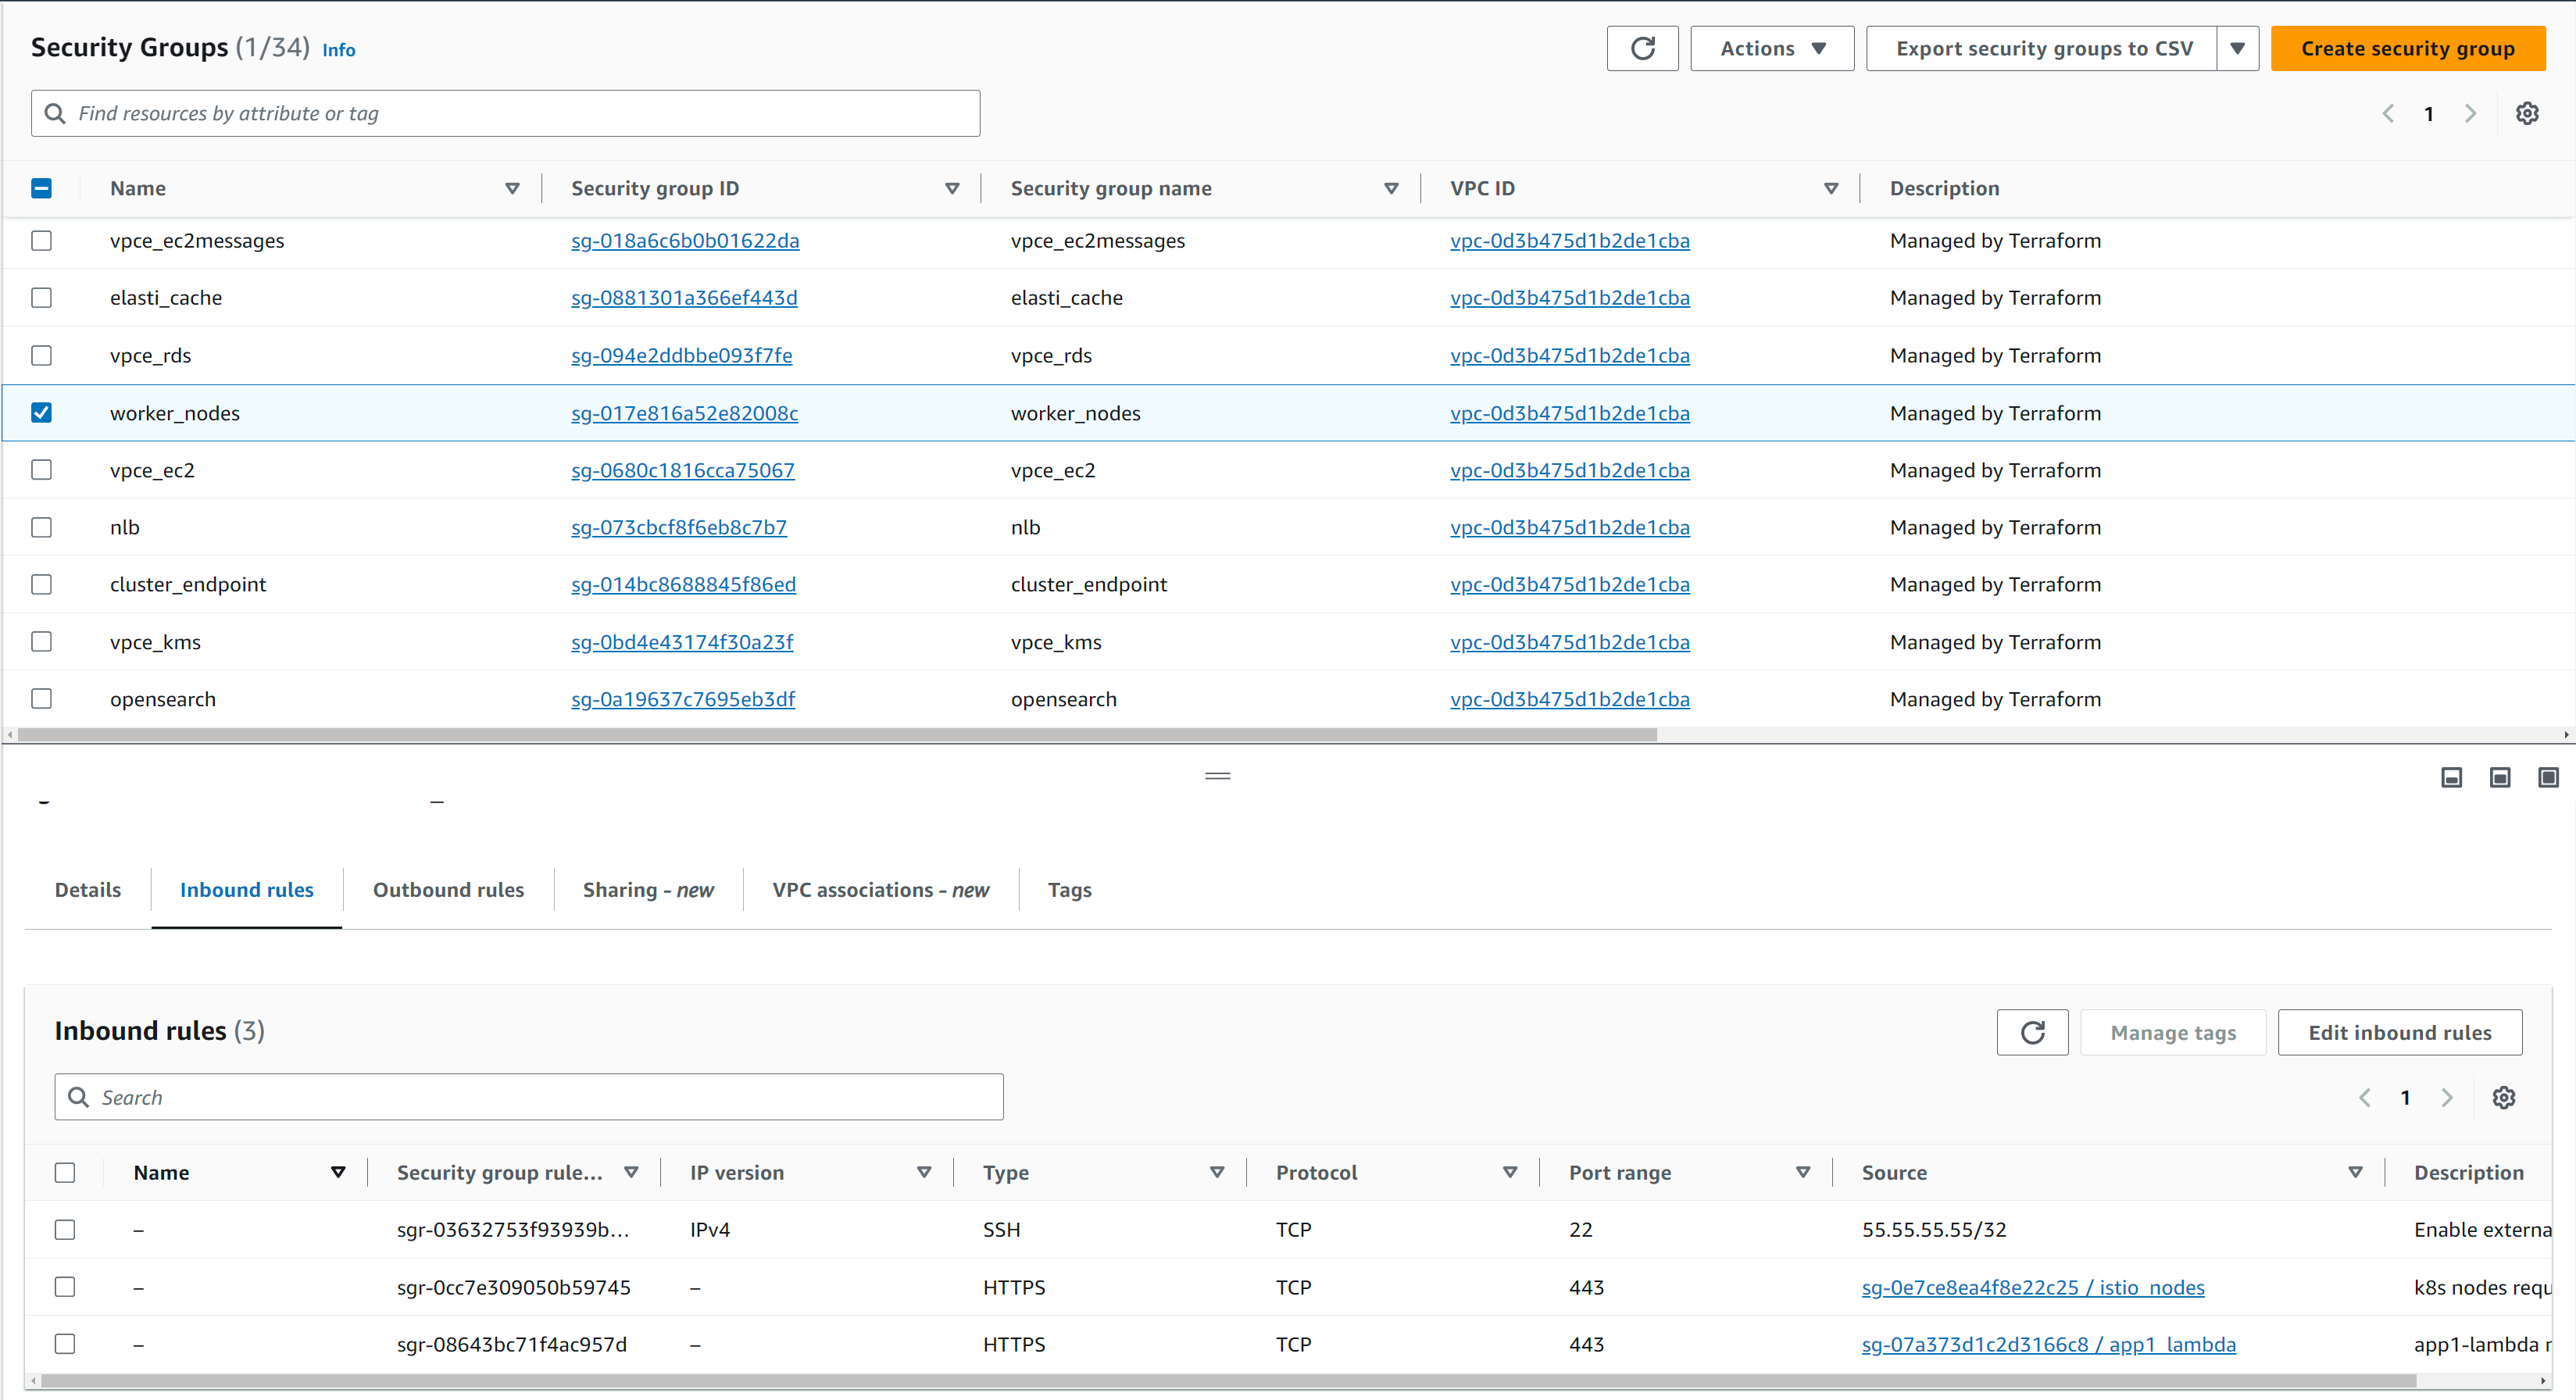 Security Groups (1/34) Info
Actions Export security groups to CSV Create security group
Find resources by attribute or tag 1
Name Security group ID Security group name VPC ID Description
vpce_ec2messages sg-018a6c6b0b01622da vpce_ec2messages vpc-0d3b475d1b2de1cba Managed by Terraform
elasti_cache sg-0881301a366ef443d elasti_cache vpc-0d3b475d1b2de1cba Managed by Terraform
vpce_rds sg-094e2ddbbe093f7fe vpce_rds vpc-0d3b475d1b2de1cba Managed by Terraform
worker_nodes sg-017e816a52e82008c worker_nodes vpc-0d3b475d1b2de1cba Managed by Terraform
vpce_ec2 sg-0680c1816cca75067 vpce_ec2 vpc-0d3b475d1b2de1cba Managed by Terraform
nlb sg-073cbcf8f6eb8c7b7 nlb vpc-0d3b475d1b2de1cba Managed by Terraform
cluster_endpoint sg-014bc8688845f86ed cluster_endpoint vpc-0d3b475d1b2de1cba Managed by Terraform
vpce_kms sg-0bd4e43174f30a23f vpce_kms vpc-0d3b475d1b2de1cba Managed by Terraform
opensearch sg-0a19637c7695eb3df opensearch vpc-0d3b475d1b2de1cba Managed by Terraform
Details Inbound rules Outbound rules Sharing - new VPC associations - new Tags
Inbound rules (3) Manage tags Edit inbound rules
Search 1
Name Security group rule... IP version Type Protocol Port range Source Description
– sgr-03632753f93939b... IPv4 SSH TCP 22 55.55.55.55/32 Enable externa
– sgr-0cc7e309050b59745 – HTTPS TCP 443 sg-0e7ce8ea4f8e22c25 / istio_nodes k8s nodes requ
– sgr-08643bc71f4ac957d – HTTPS TCP 443 sg-07a373d1c2d3166c8 / app1_lambda app1-lambda